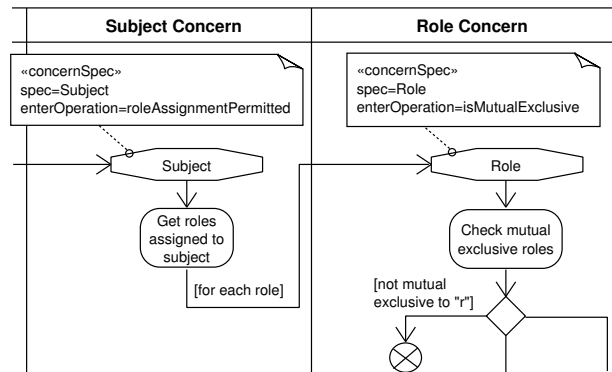 Subject Concern
Role Concern
«concernSpec»
spec=Subject
enterOperation=roleAssignmentPermitted
«concernSpec»
spec=Role
enterOperation=isMutualExclusive
Subject
Role
Get roles
assigned to
subject
Check mutual
exclusive roles
[for each role]
[not mutual
exclusive to "r"]